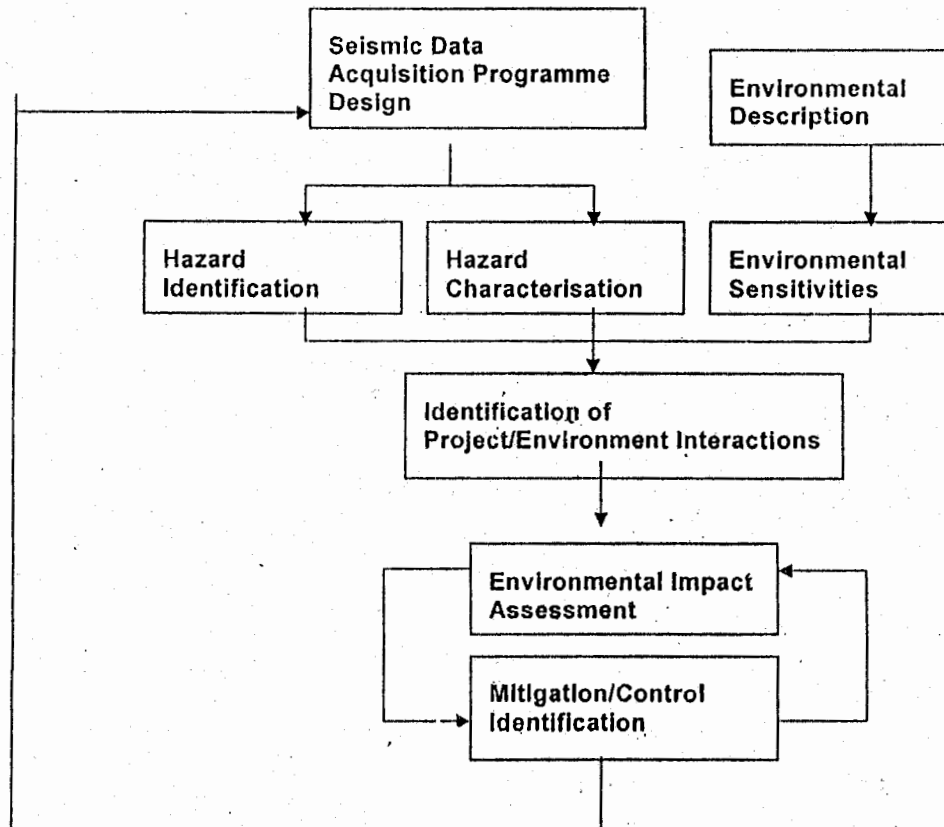 Seismic Data
Acquisition Programme
Design
Environmental
Description
Hazard
Identification
Hazard
Characterisation
Environmental
Sensitivities
Identification of
Project/Environment Interactions
Environmental Impact
Assessment
Mitigation/Control
Identification